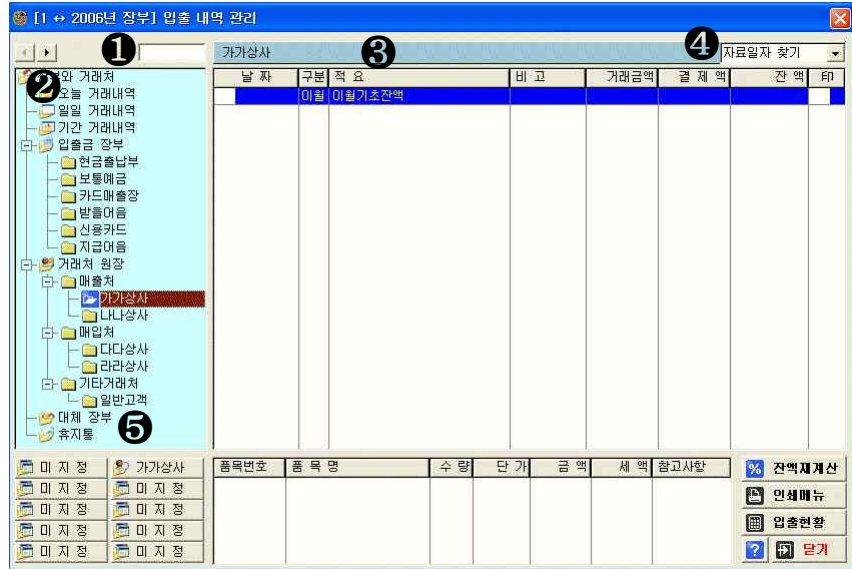 [1 ↔ 2006년 장부] 입출 내역 관리
❶
가가상사 ❸
❹ 자료일자 찾기
❷ 거래처
오늘 거래내역
일일 거래내역
기간 거래내역
입출금 장부
현금출납부
보통예금
카드매출장
받을어음
신용카드
지급어음
거래처 원장
매출처
가가상사
나나상사
매입처
다다상사
라라상사
기타거래처
일반고객
대체 장부
휴지통
❺
날 짜 구분 적 요 비 고 거래금액 결 제 액 잔 액 印
이월 이월기초잔액
미 지 정 가가상사
미 지 정 미 지 정
미 지 정 미 지 정
미 지 정 미 지 정
미 지 정 미 지 정
품목번호 품 목 명 수 량 단 가 금 액 세 액 참고사항
% 잔액재계산
인쇄메뉴
입출현황
? 닫기